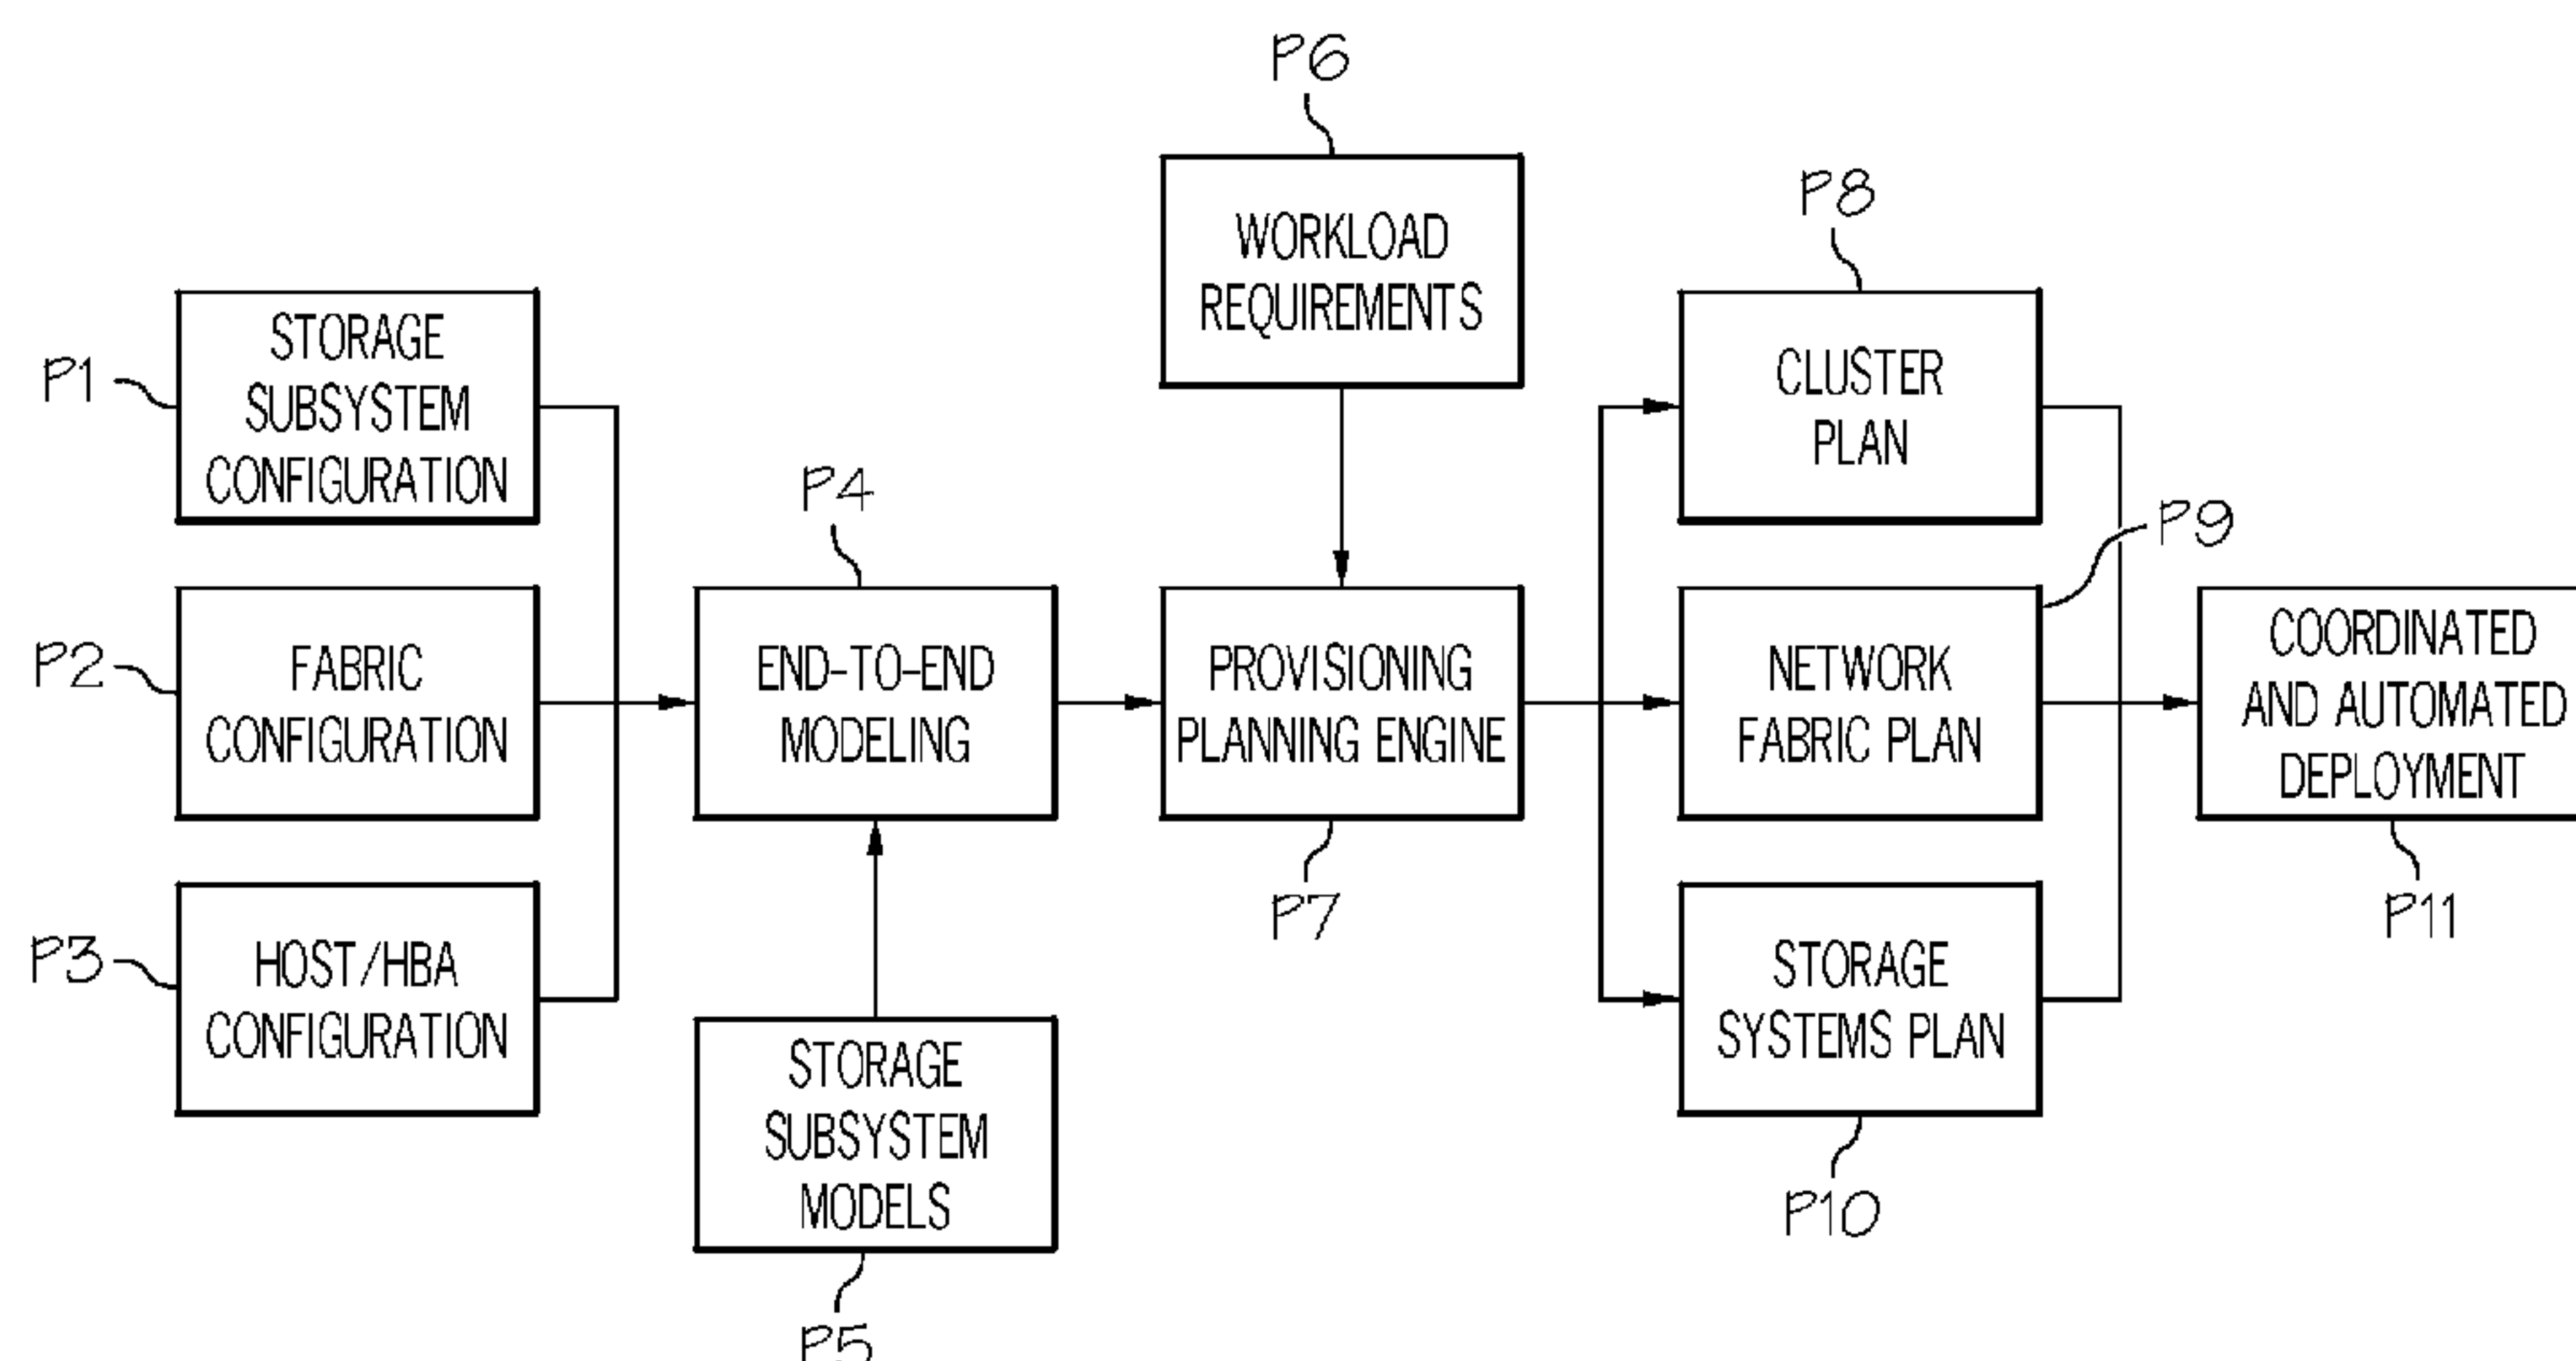 P6
WORKLOAD
REQUIREMENTS
P8
CLUSTER
PLAN
P1
STORAGE
SUBSYSTEM
CONFIGURATION
P4
P9
P2
FABRIC
CONFIGURATION
END-TO-END
MODELING
PROVISIONING
PLANNING ENGINE
NETWORK
FABRIC PLAN
COORDINATED
AND AUTOMATED
DEPLOYMENT
P7
P11
P3
HOST/HBA
CONFIGURATION
STORAGE
SYSTEMS PLAN
P10
STORAGE
SUBSYSTEM
MODELS
P5